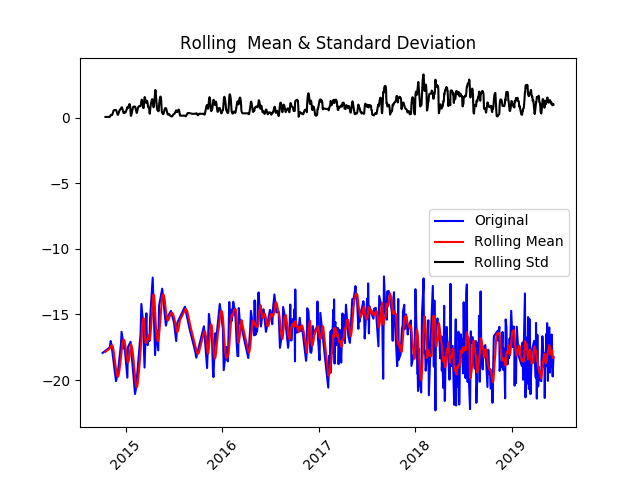 Rolling  Mean & Standard Deviation
0
−5
−10
−15
−20
Original
Rolling Mean
Rolling Std
2015
2016
2017
2018
2019